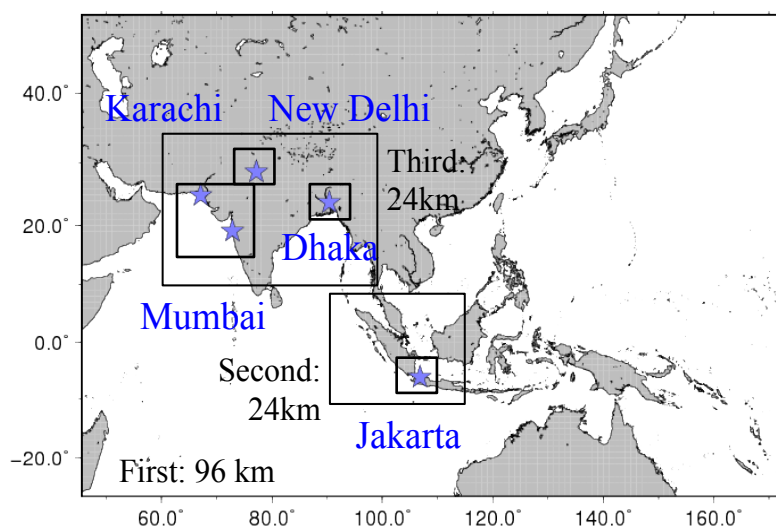 40.0°
Karachi New Delhi
Third:
24km
20.0°
Dhaka
Mumbai
0.0°
Second:
24km
Jakarta
−20.0°
First: 96 km
60.0° 80.0° 100.0° 120.0° 140.0° 160.0°